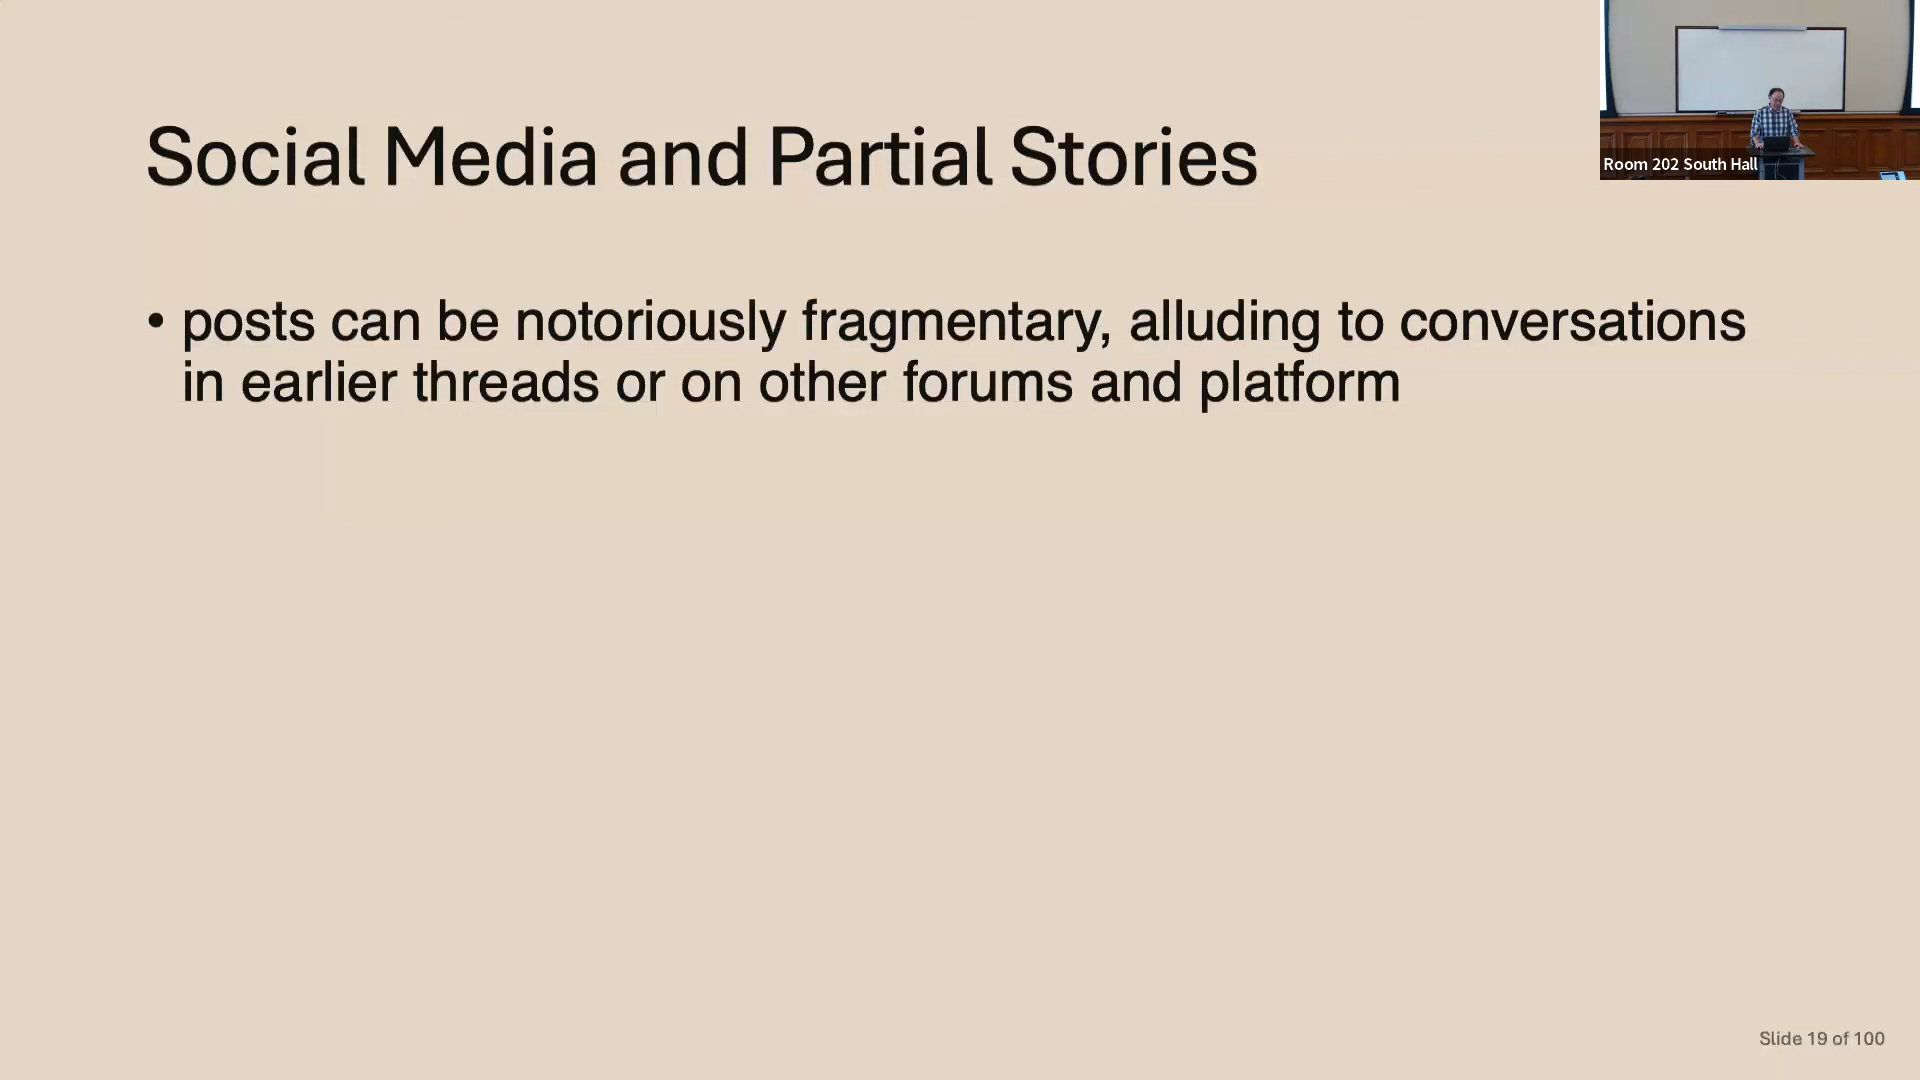 Social Media and Partial Stories
Room 202 South Hall
• posts can be notoriously fragmentary, alluding to conversations
in earlier threads or on other forums and platform
Slide 19 of 100